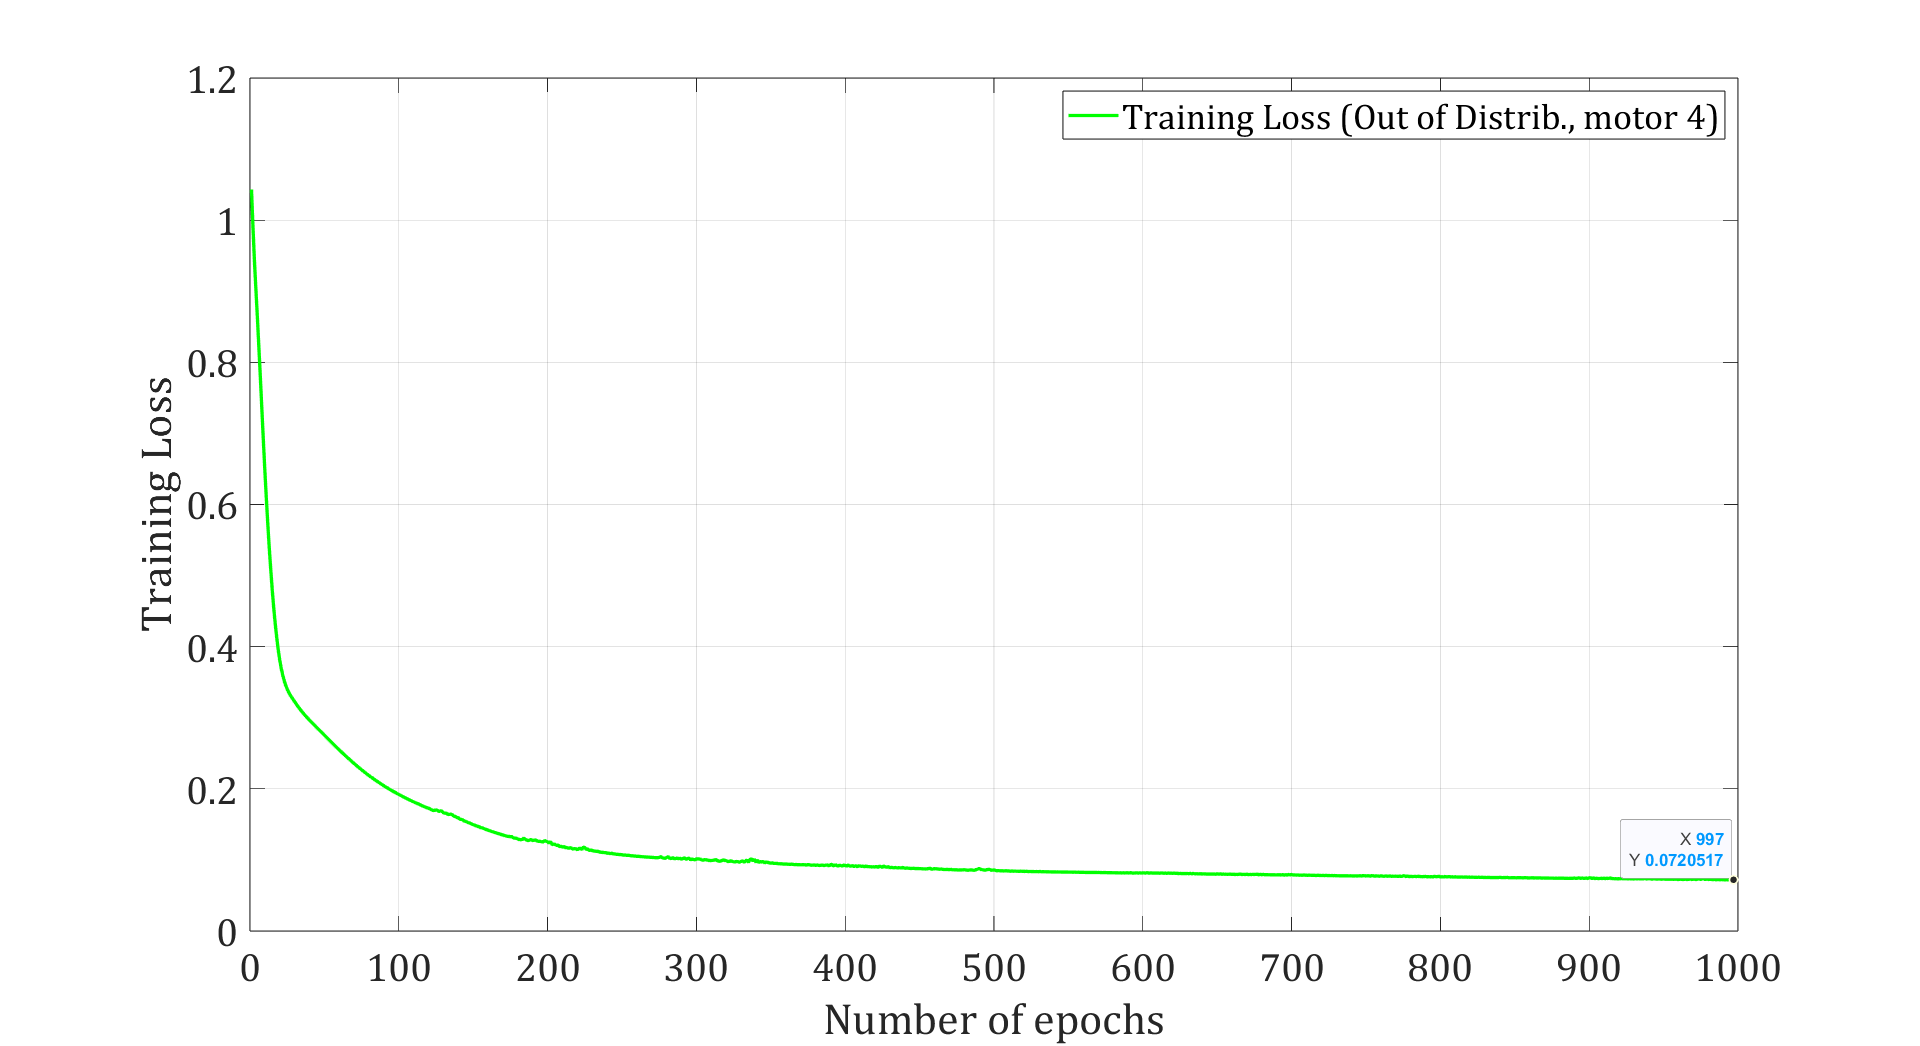 1.2
1
0.8
0.6
0.4
0.2
0
Training Loss
Training Loss (Out of Distrib., motor 4)
X 997
Y 0.0720517
0 100 200 300 400 500 600 700 800 900 1000
Number of epochs